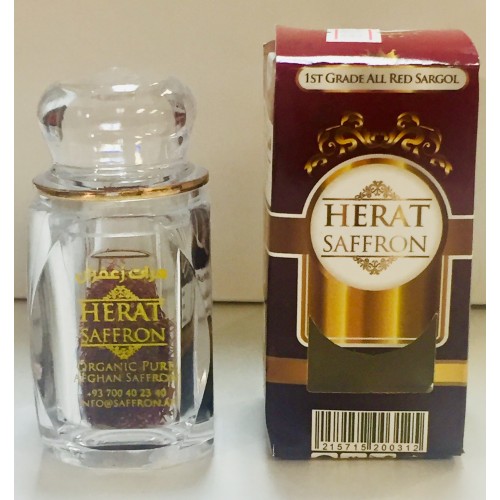 هرات زعفران
HERAT
SAFFRON
ORGANIC PURE
AFGHAN SAFFRON
+93 700 40 23 40
INFO@SAFFRON.AF
1ST GRADE ALL RED SARGOL
HERAT
SAFFRON
215715 200312